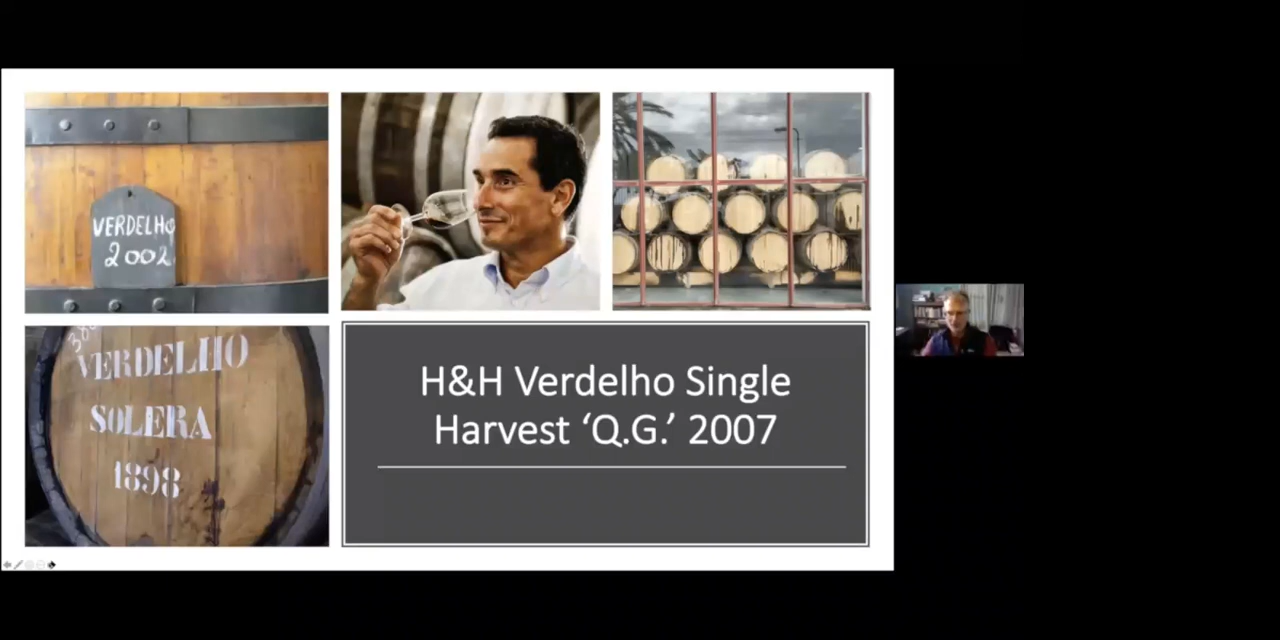 VERDELHO
2002
VERDELHO
SOLERA
1898
H&H Verdelho Single
Harvest ‘Q.G.’ 2007